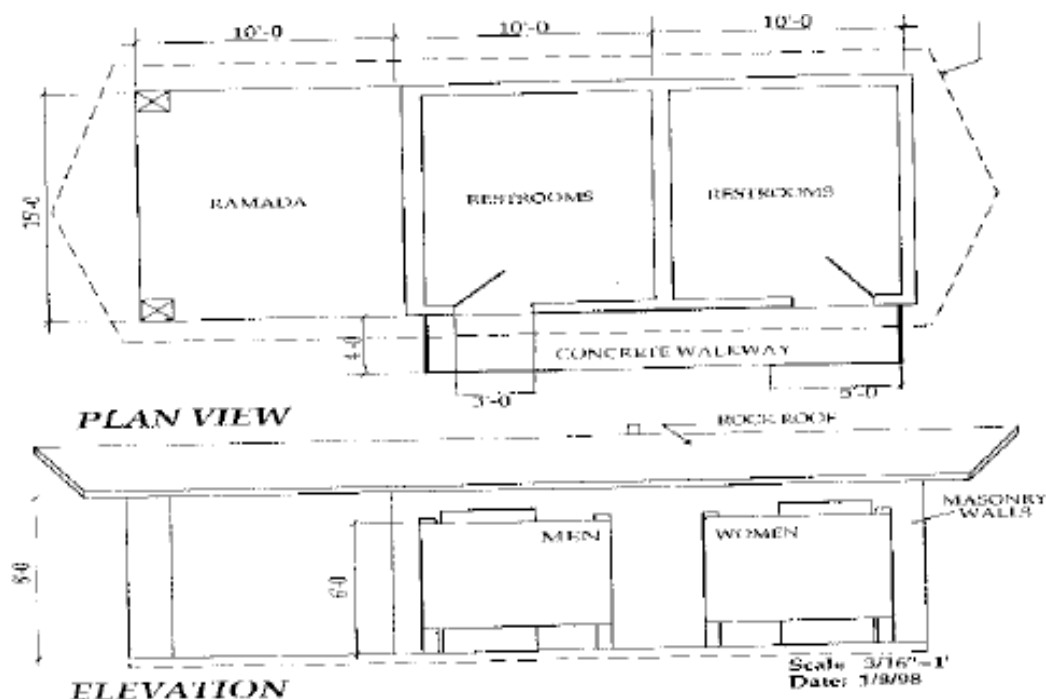 10'-0 10'-0 10'-0
15'-0
RAMADA
RESTROOMS
RESTROOMS
4'-0
CONCRETE WALKWAY
3'-0
5'-0
PLAN VIEW
ROCK ROOF
MASONRY
WALLS
8'-0
6'-0
MEN
WOMEN
Scale 3/16"=1'
Date: 1/8/98
ELEVATION